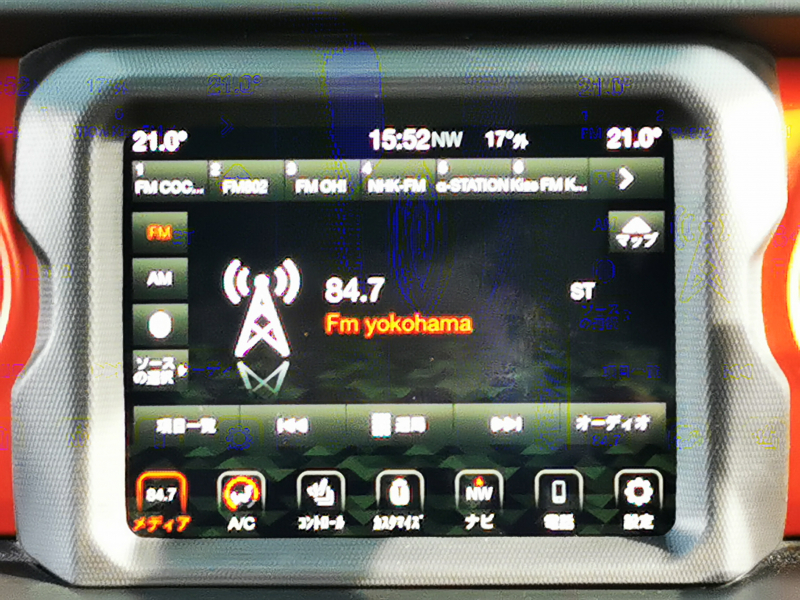 21.0° 15:52 NW 17°外 21.0°
1 2 3 4 5 6
FM COC... FM802 FM OH! NHK-FM α-STATION Kiss FM K...
FM
マップ
AM
84.7 ST
Fm yokohama
ソース
の選択
項目一覧 選局 オーディオ
84.7 NW
メディア A/C コントロール カスタマイズ ナビ 電話 設定